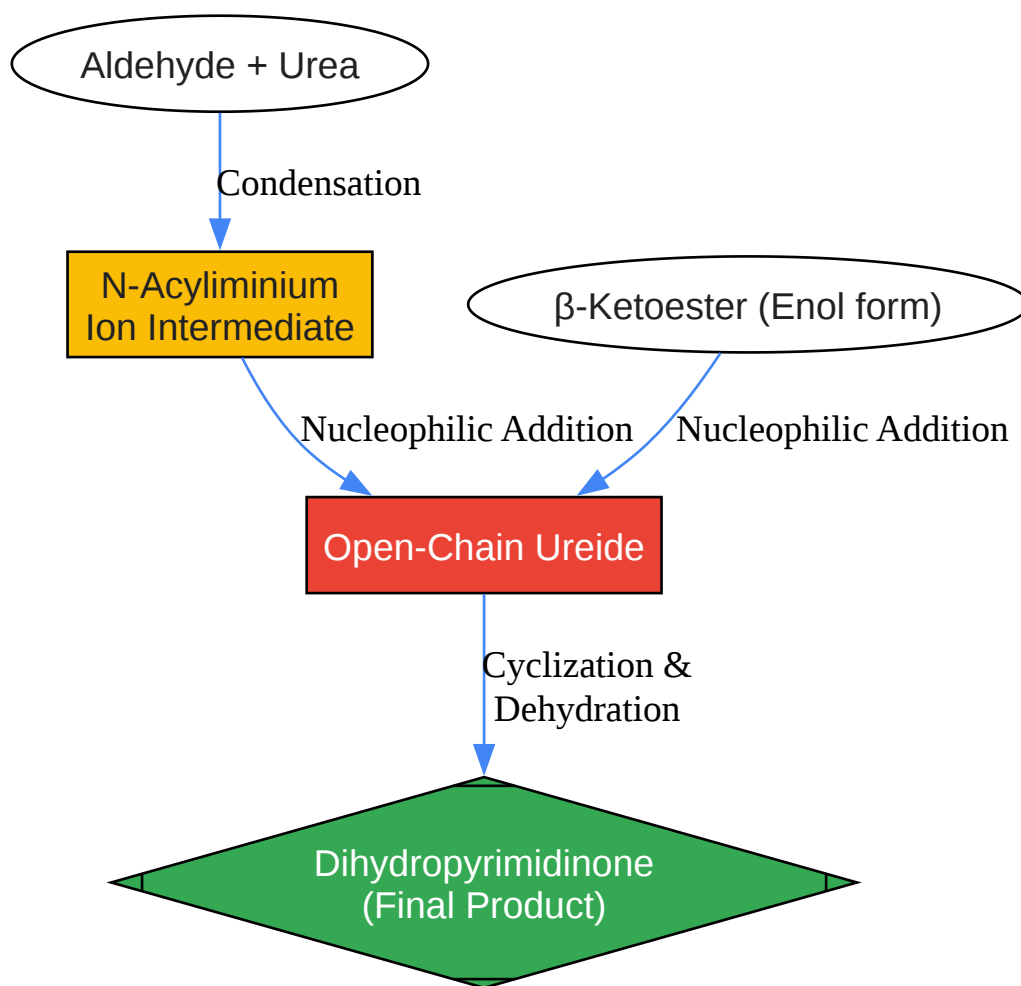 Aldehyde + Urea
Condensation
N-Acyliminium
Ion Intermediate
β-Ketoester (Enol form)
Nucleophilic Addition
Nucleophilic Addition
Open-Chain Ureide
Cyclization &
Dehydration
Dihydropyrimidinone
(Final Product)